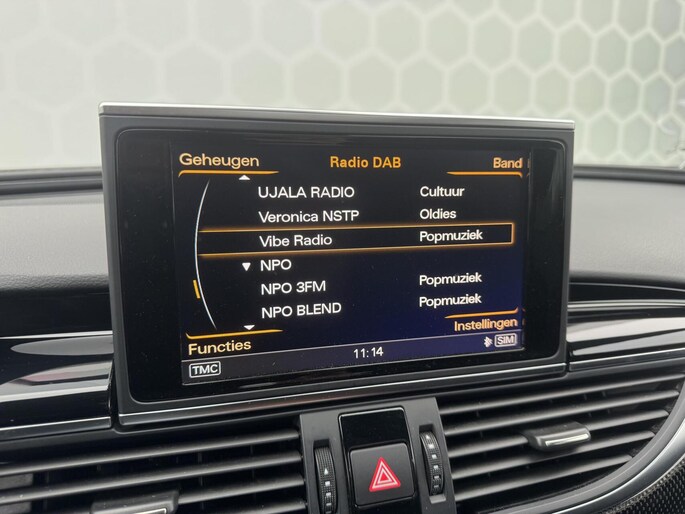 Geheugen Radio DAB Band
UJALA RADIO Cultuur
Veronica NSTP Oldies
Vibe Radio Popmuziek
NPO
NPO 3FM Popmuziek
NPO BLEND Popmuziek
Functies Instellingen
TMC 11:14 SIM